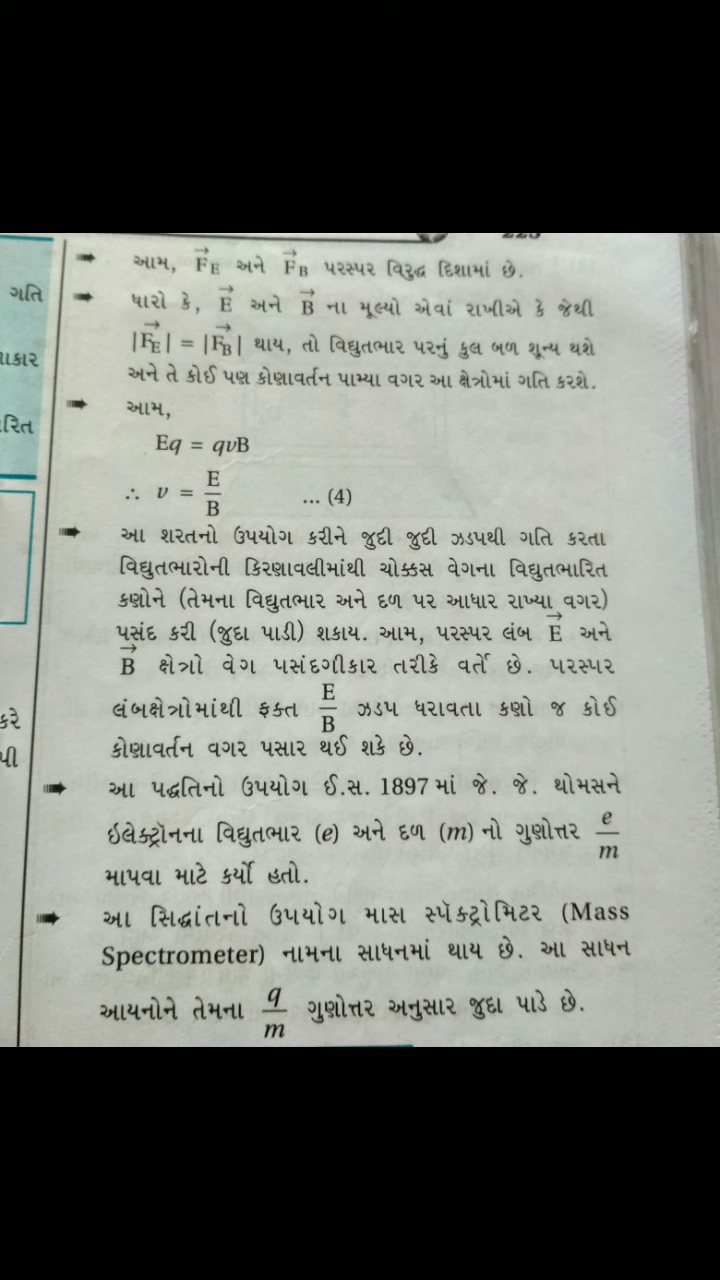 ગતિ
ાકાર
રિત
કરે
પી
➠ આમ, F⃗E અને F⃗B પરસ્પર વિરુદ્ધ દિશામાં છે.
➠ ધારો કે, E⃗ અને B⃗ ના મૂલ્યો એવાં રાખીએ કે જેથી
|F⃗E| = |F⃗B| થાય, તો વિદ્યુતભાર પરનું કુલ બળ શૂન્ય થશે
અને તે કોઈ પણ કોણાવર્તન પામ્યા વગર આ ક્ષેત્રોમાં ગતિ કરશે.
➠ આમ,
Eq = qvB
∴ v = E/B ... (4)
➠ આ શરતનો ઉપયોગ કરીને જુદી જુદી ઝડપથી ગતિ કરતા
વિદ્યુતભારોની કિરણાવલીમાંથી ચોક્કસ વેગના વિદ્યુતભારિત
કણોને (તેમના વિદ્યુતભાર અને દળ પર આધાર રાખ્યા વગર)
પસંદ કરી (જુદા પાડી) શકાય. આમ, પરસ્પર લંબ E⃗ અને
B⃗ ક્ષેત્રો વેગ પસંદગીકાર તરીકે વર્તે છે. પરસ્પર
લંબક્ષેત્રોમાંથી ફક્ત E/B ઝડપ ધરાવતા કણો જ કોઈ
કોણાવર્તન વગર પસાર થઈ શકે છે.
➠ આ પદ્ધતિનો ઉપયોગ ઈ.સ. 1897 માં જે. જે. થોમસને
ઇલેક્ટ્રૉનના વિદ્યુતભાર (e) અને દળ (m) નો ગુણોત્તર e/m
માપવા માટે કર્યો હતો.
➠ આ સિદ્ધાંતનો ઉપયોગ માસ સ્પૅક્ટ્રોમિટર (Mass
Spectrometer) નામના સાધનમાં થાય છે. આ સાધન
આયનોને તેમના q/m ગુણોત્તર અનુસાર જુદા પાડે છે.